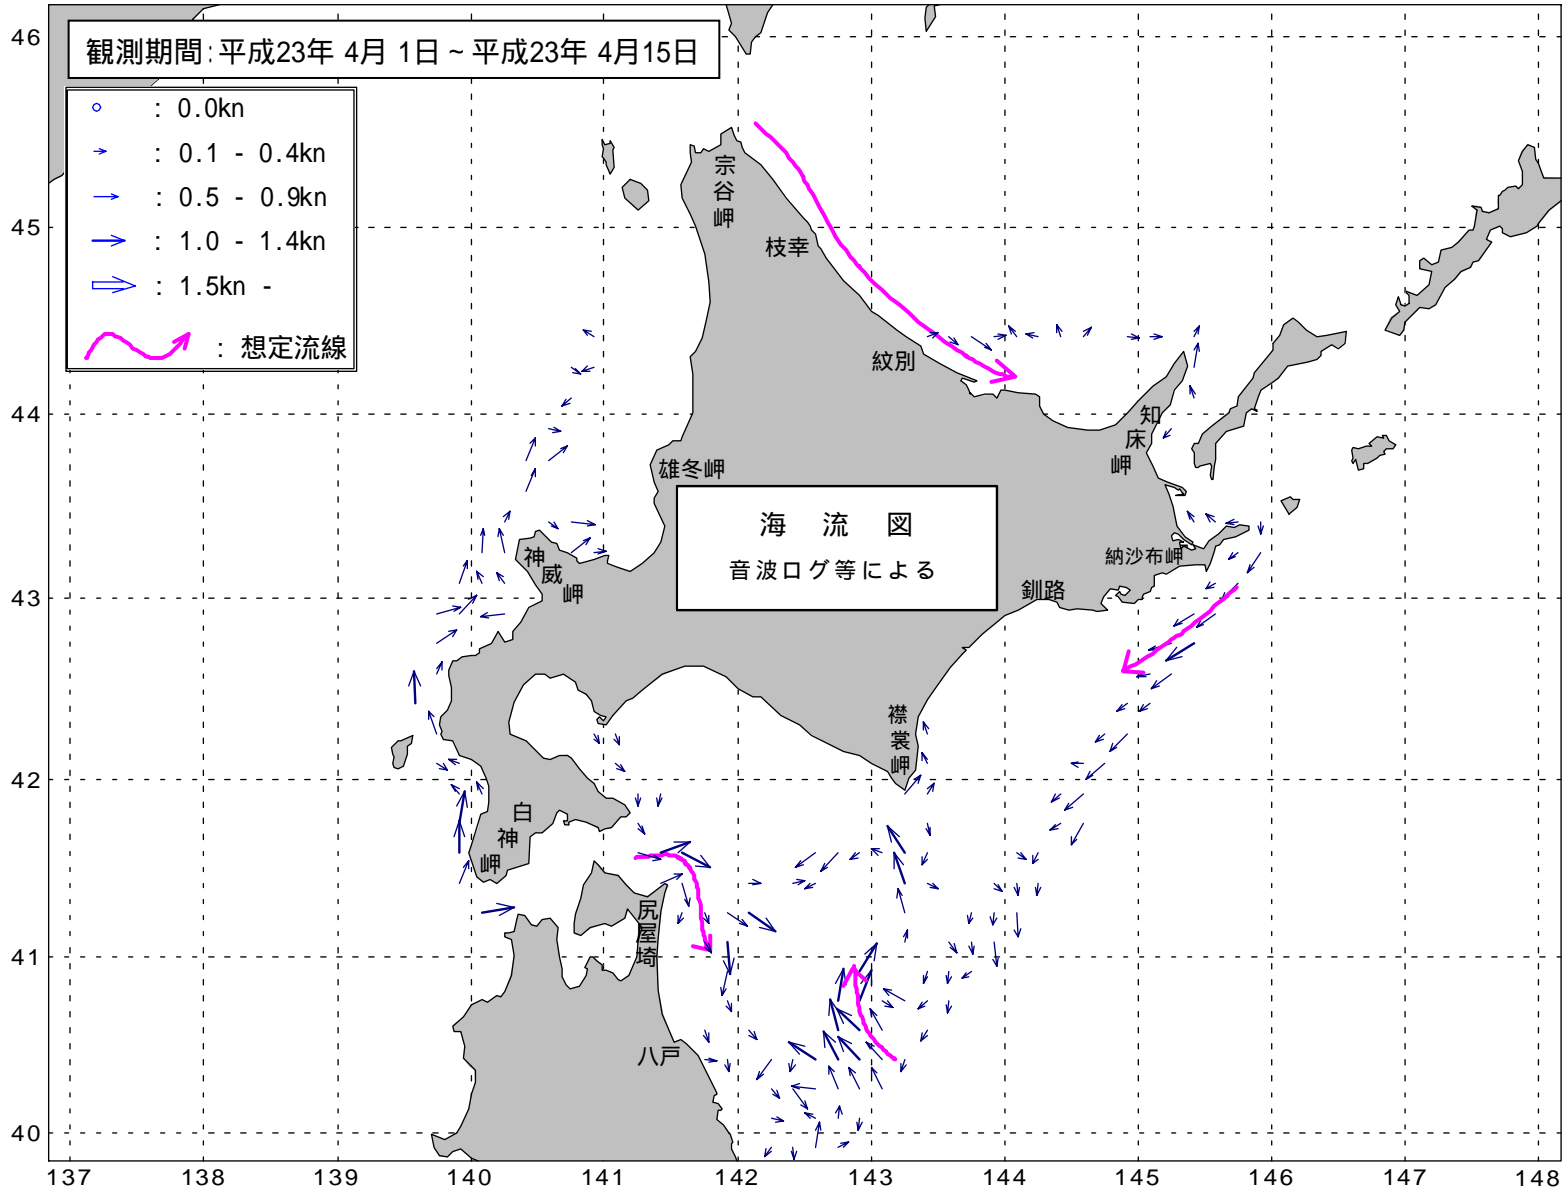 観測期間:平成23年 4月 1日 ~ 平成23年 4月15日
: 0.0kn
: 0.1 - 0.4kn
: 0.5 - 0.9kn
: 1.0 - 1.4kn
: 1.5kn -
: 想定流線
宗谷岬
枝幸
紋別
知床岬
雄冬岬
海 流 図
音波ログ等による
納沙布岬
釧路
神威岬
襟裳岬
白神岬
尻屋埼
八戸
46
45
44
43
42
41
40
137 138 139 140 141 142 143 144 145 146 147 148